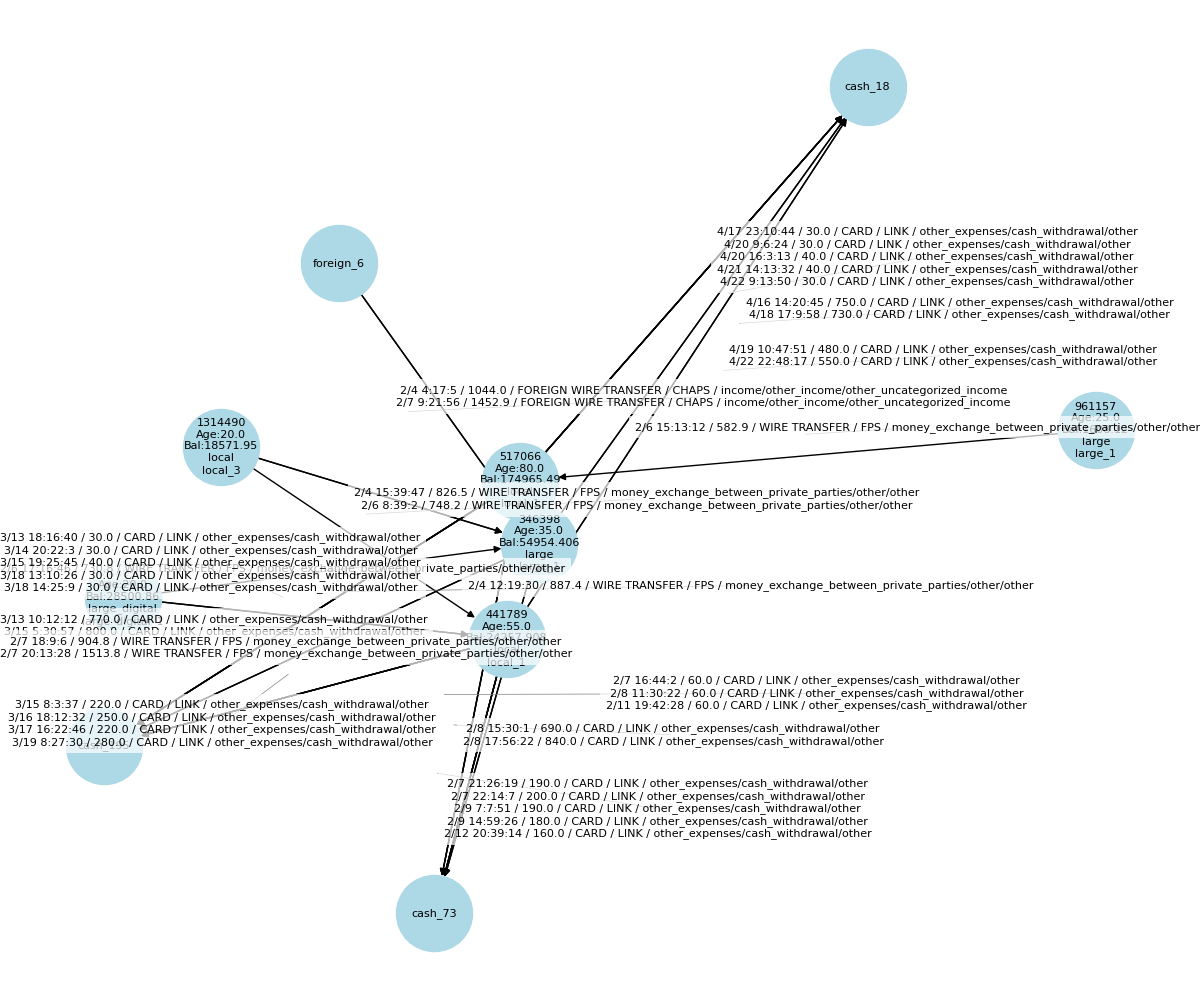 cash_18
4/17 23:10:44 / 30.0 / CARD / LINK / other_expenses/cash_withdrawal/other
4/20 9:6:24 / 30.0 / CARD / LINK / other_expenses/cash_withdrawal/other
4/20 16:3:13 / 40.0 / CARD / LINK / other_expenses/cash_withdrawal/other
4/21 14:13:32 / 40.0 / CARD / LINK / other_expenses/cash_withdrawal/other
4/22 9:13:50 / 30.0 / CARD / LINK / other_expenses/cash_withdrawal/other
foreign_6
4/16 14:20:45 / 750.0 / CARD / LINK / other_expenses/cash_withdrawal/other
4/18 17:9:58 / 730.0 / CARD / LINK / other_expenses/cash_withdrawal/other
4/19 10:47:51 / 480.0 / CARD / LINK / other_expenses/cash_withdrawal/other
4/22 22:48:17 / 550.0 / CARD / LINK / other_expenses/cash_withdrawal/other
2/4 4:17:5 / 1044.0 / FOREIGN WIRE TRANSFER / CHAPS / income/other_income/other_uncategorized_income
2/7 9:21:56 / 1452.9 / FOREIGN WIRE TRANSFER / CHAPS / income/other_income/other_uncategorized_income
961157
Age:25.0
large
large_1
2/6 15:13:12 / 582.9 / WIRE TRANSFER / FPS / money_exchange_between_private_parties/other/other
1314490
Age:20.0
Bal:18571.95
local
local_3
517066
Age:80.0
Bal:174965.49
2/4 15:39:47 / 826.5 / WIRE TRANSFER / FPS / money_exchange_between_private_parties/other/other
2/6 8:39:2 / 748.2 / WIRE TRANSFER / FPS / money_exchange_between_private_parties/other/other
346398
Age:35.0
Bal:54954.406
large
3/13 18:16:40 / 30.0 / CARD / LINK / other_expenses/cash_withdrawal/other
3/14 20:22:3 / 30.0 / CARD / LINK / other_expenses/cash_withdrawal/other
3/15 19:25:45 / 40.0 / CARD / LINK / other_expenses/cash_withdrawal/other
3/18 13:10:26 / 30.0 / CARD / LINK / other_expenses/cash_withdrawal/other
3/18 14:25:9 / 30.0 / CARD / LINK / other_expenses/cash_withdrawal/other
WIRE TRANSFER / FPS / money_exchange_between_private_parties/other/other
2/4 12:19:30 / 887.4 / WIRE TRANSFER / FPS / money_exchange_between_private_parties/other/other
Bal:28500.86
large_digital
441789
Age:55.0
local_1
3/13 10:12:12 / 770.0 / CARD / LINK / other_expenses/cash_withdrawal/other
3/15 5:30:57 / 800.0 / CARD / LINK / other_expenses/cash_withdrawal/other
2/7 18:9:6 / 904.8 / WIRE TRANSFER / FPS / money_exchange_between_private_parties/other/other
2/7 20:13:28 / 1513.8 / WIRE TRANSFER / FPS / money_exchange_between_private_parties/other/other
2/7 16:44:2 / 60.0 / CARD / LINK / other_expenses/cash_withdrawal/other
2/8 11:30:22 / 60.0 / CARD / LINK / other_expenses/cash_withdrawal/other
2/11 19:42:28 / 60.0 / CARD / LINK / other_expenses/cash_withdrawal/other
3/15 8:3:37 / 220.0 / CARD / LINK / other_expenses/cash_withdrawal/other
3/16 18:12:32 / 250.0 / CARD / LINK / other_expenses/cash_withdrawal/other
3/17 16:22:46 / 220.0 / CARD / LINK / other_expenses/cash_withdrawal/other
3/19 8:27:30 / 280.0 / CARD / LINK / other_expenses/cash_withdrawal/other
2/8 15:30:1 / 690.0 / CARD / LINK / other_expenses/cash_withdrawal/other
2/8 17:56:22 / 840.0 / CARD / LINK / other_expenses/cash_withdrawal/other
2/7 21:26:19 / 190.0 / CARD / LINK / other_expenses/cash_withdrawal/other
2/7 22:14:7 / 200.0 / CARD / LINK / other_expenses/cash_withdrawal/other
2/9 7:7:51 / 190.0 / CARD / LINK / other_expenses/cash_withdrawal/other
2/9 14:59:26 / 180.0 / CARD / LINK / other_expenses/cash_withdrawal/other
2/12 20:39:14 / 160.0 / CARD / LINK / other_expenses/cash_withdrawal/other
cash_73